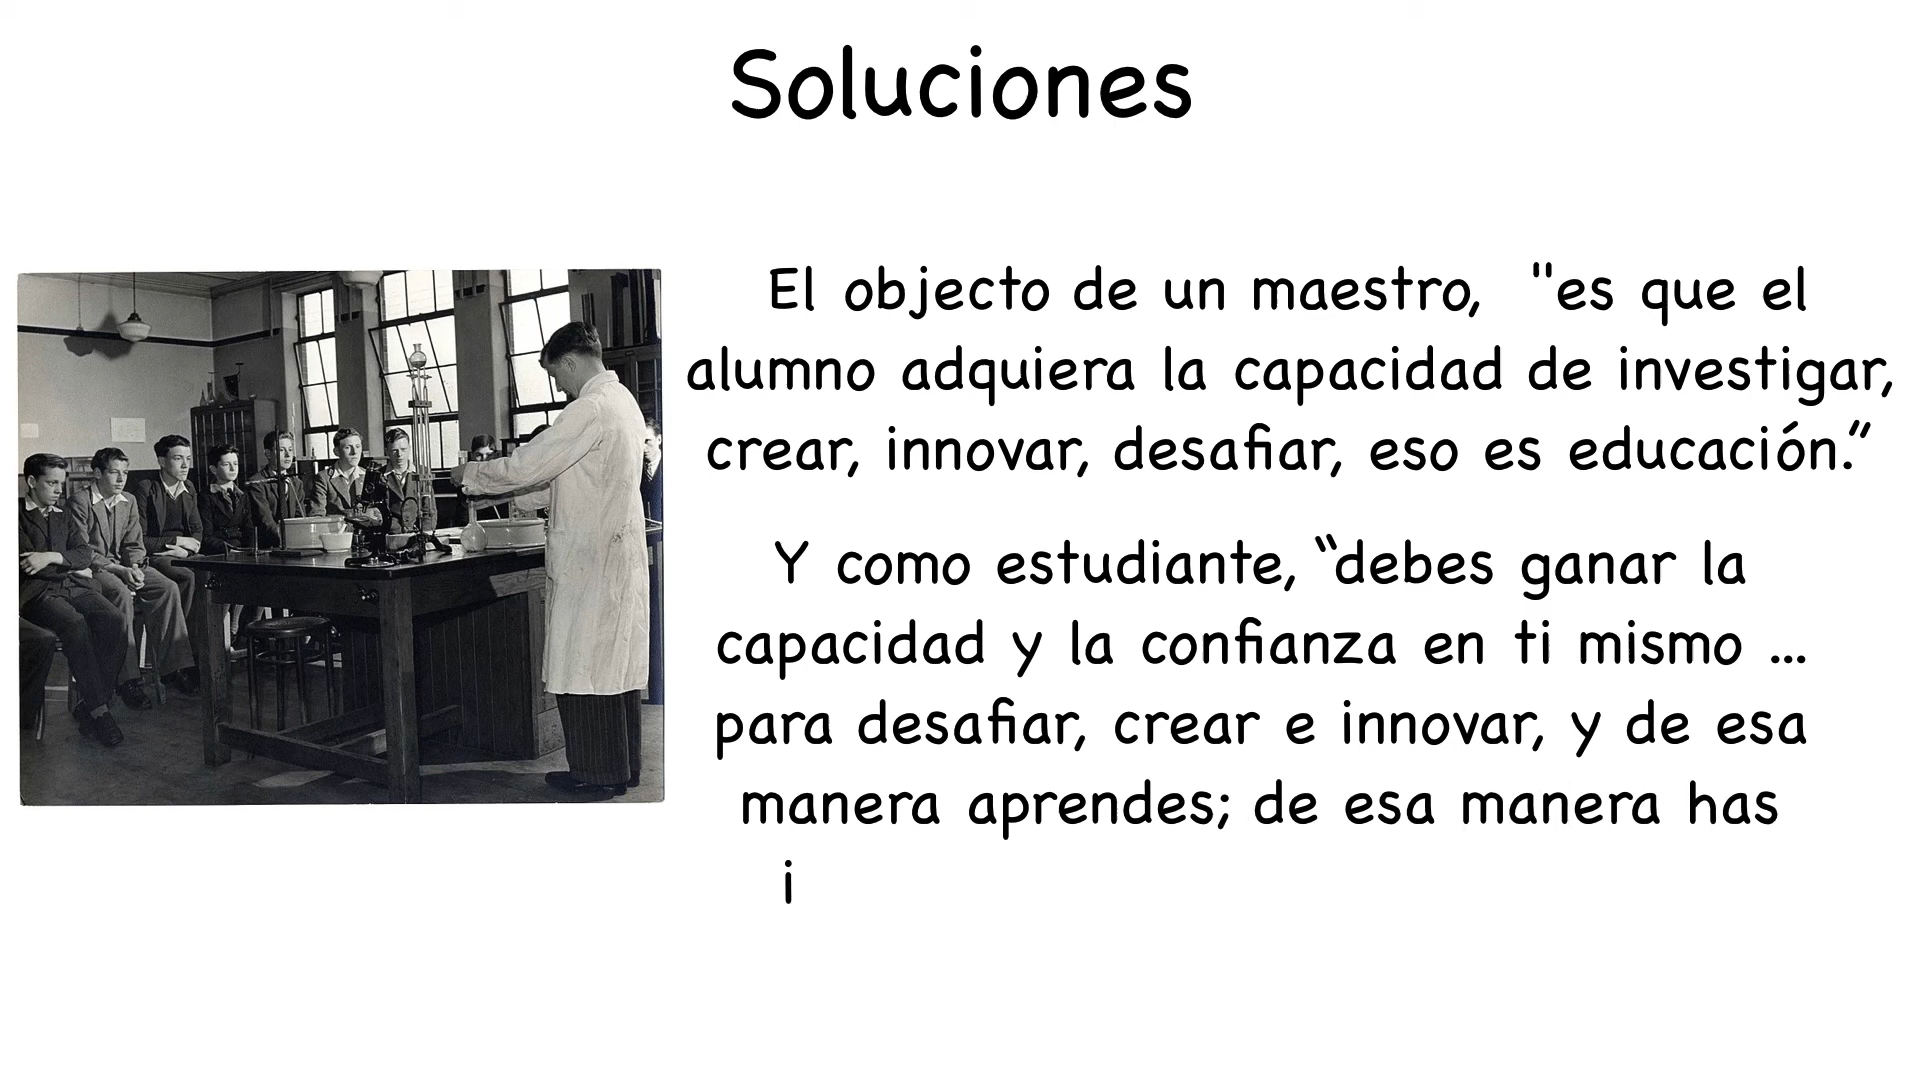 Soluciones
El objecto de un maestro, "es que el
alumno adquiera la capacidad de investigar,
crear, innovar, desafiar, eso es educación.”
Y como estudiante, “debes ganar la
capacidad y la confianza en ti mismo ...
para desafiar, crear e innovar, y de esa
manera aprendes; de esa manera has
i